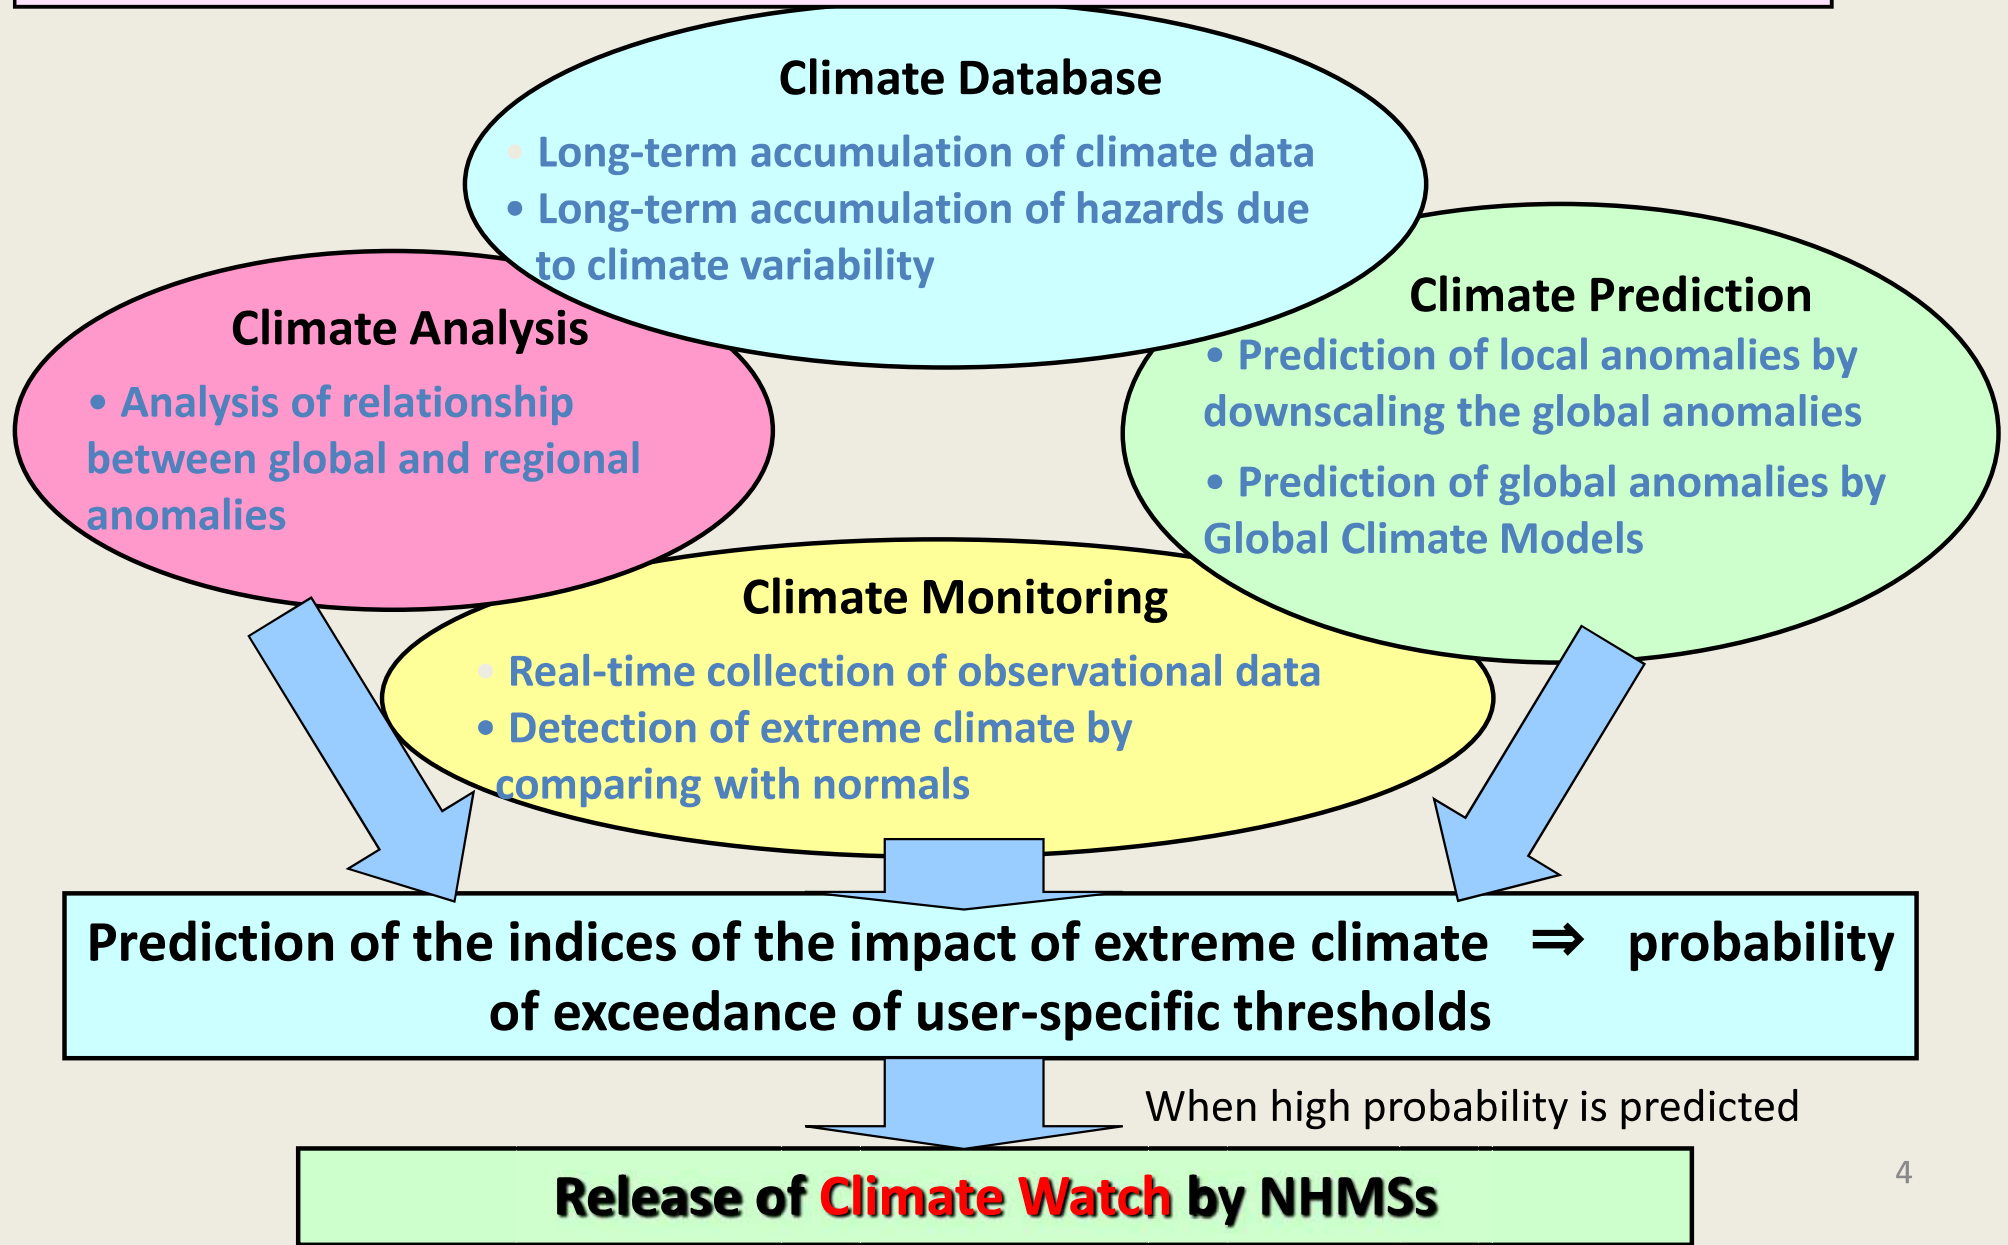 Climate Database
• Long-term accumulation of climate data
• Long-term accumulation of hazards due
to climate variability
Climate Analysis
• Analysis of relationship
between global and regional
anomalies
Climate Prediction
• Prediction of local anomalies by
downscaling the global anomalies
• Prediction of global anomalies by
Global Climate Models
Climate Monitoring
• Real-time collection of observational data
• Detection of extreme climate by
comparing with normals
Prediction of the indices of the impact of extreme climate ⇒ probability
of exceedance of user-specific thresholds
When high probability is predicted
Release of Climate Watch by NHMSs
4